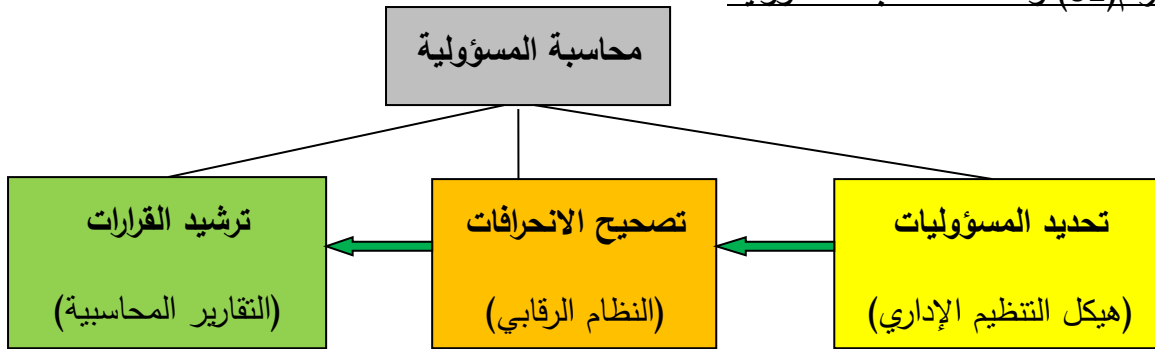 محاسبة المسؤولية
تحديد المسؤوليات
(هيكل التنظيم الإداري)
تصحيح الانحرافات
(النظام الرقابي)
ترشيد القرارات
(التقارير المحاسبية)